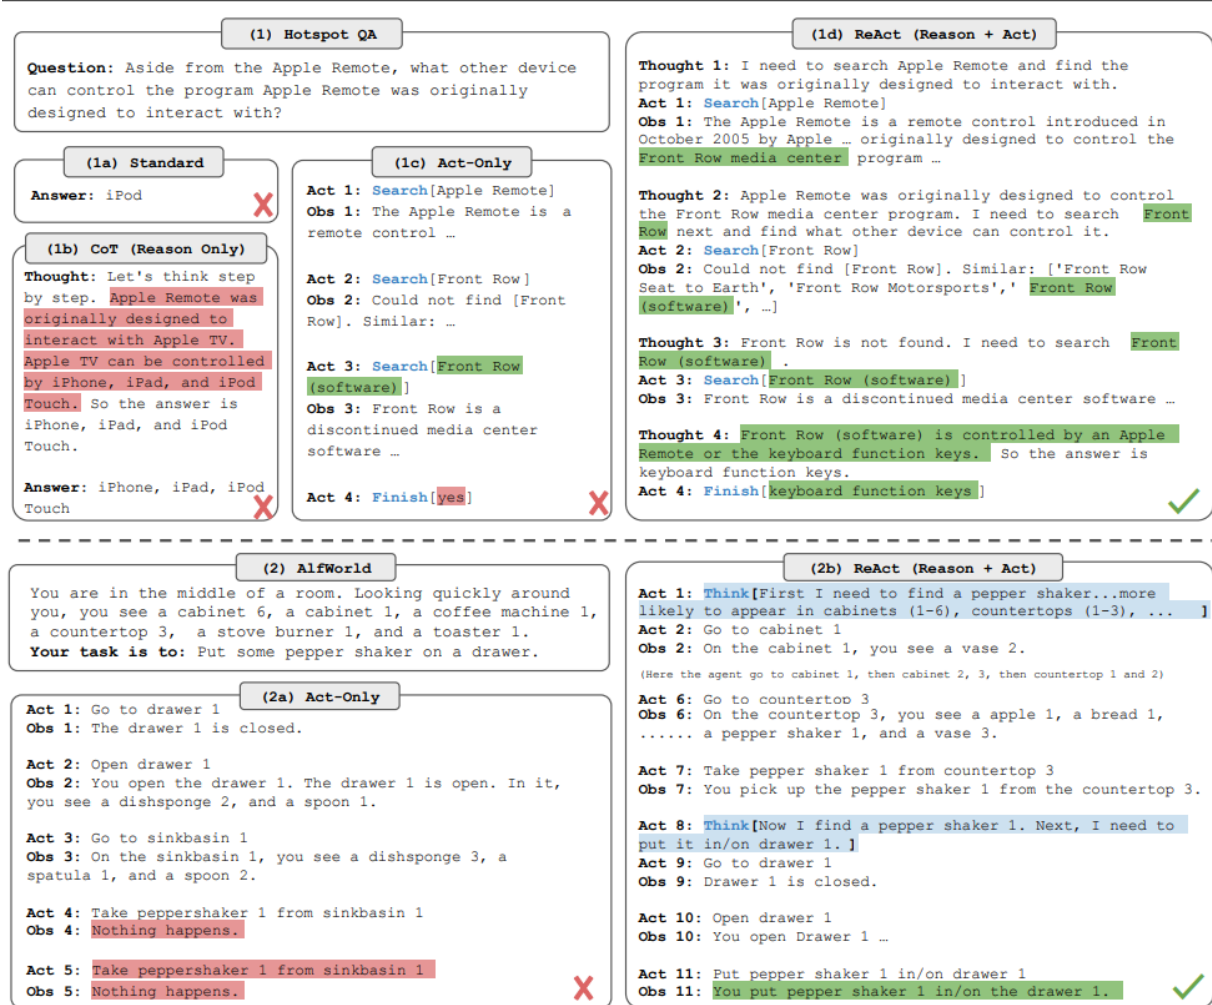 (1) Hotspot QA
Question: Aside from the Apple Remote, what other device
can control the program Apple Remote was originally
designed to interact with?
(1a) Standard
Answer: iPod
(1b) CoT (Reason Only)
Thought: Let's think step
by step. Apple Remote was
originally designed to
interact with Apple TV.
Apple TV can be controlled
by iPhone, iPad, and iPod
Touch. So the answer is
iPhone, iPad, and iPod
Touch.
Answer: iPhone, iPad, iPod
Touch
(1c) Act-Only
Act 1: Search[Apple Remote]
Obs 1: The Apple Remote is a
remote control …
Act 2: Search[Front Row]
Obs 2: Could not find [Front
Row]. Similar: …
Act 3: Search[Front Row
(software)]
Obs 3: Front Row is a
discontinued media center
software …
Act 4: Finish[yes]
(1d) ReAct (Reason + Act)
Thought 1: I need to search Apple Remote and find the
program it was originally designed to interact with.
Act 1: Search[Apple Remote]
Obs 1: The Apple Remote is a remote control introduced in
October 2005 by Apple … originally designed to control the
Front Row media center program …
Thought 2: Apple Remote was originally designed to control
the Front Row media center program. I need to search Front
Row next and find what other device can control it.
Act 2: Search[Front Row]
Obs 2: Could not find [Front Row]. Similar: ['Front Row
Seat to Earth', 'Front Row Motorsports',' Front Row
(software)', …]
Thought 3: Front Row is not found. I need to search Front
Row (software) .
Act 3: Search[Front Row (software)]
Obs 3: Front Row is a discontinued media center software …
Thought 4: Front Row (software) is controlled by an Apple
Remote or the keyboard function keys. So the answer is
keyboard function keys.
Act 4: Finish[keyboard function keys]
(2) AlfWorld
You are in the middle of a room. Looking quickly around
you, you see a cabinet 6, a cabinet 1, a coffee machine 1,
a countertop 3, a stove burner 1, and a toaster 1.
Your task is to: Put some pepper shaker on a drawer.
(2a) Act-Only
Act 1: Go to drawer 1
Obs 1: The drawer 1 is closed.
Act 2: Open drawer 1
Obs 2: You open the drawer 1. The drawer 1 is open. In it,
you see a dishsponge 2, and a spoon 1.
Act 3: Go to sinkbasin 1
Obs 3: On the sinkbasin 1, you see a dishsponge 3, a
spatula 1, and a spoon 2.
Act 4: Take peppershaker 1 from sinkbasin 1
Obs 4: Nothing happens.
Act 5: Take peppershaker 1 from sinkbasin 1
Obs 5: Nothing happens.
(2b) ReAct (Reason + Act)
Act 1: Think[First I need to find a pepper shaker...more
likely to appear in cabinets (1-6), countertops (1-3), ... ]
Act 2: Go to cabinet 1
Obs 2: On the cabinet 1, you see a vase 2.
(Here the agent go to cabinet 1, then cabinet 2, 3, then countertop 1 and 2)
Act 6: Go to countertop 3
Obs 6: On the countertop 3, you see a apple 1, a bread 1,
...... a pepper shaker 1, and a vase 3.
Act 7: Take pepper shaker 1 from countertop 3
Obs 7: You pick up the pepper shaker 1 from the countertop 3.
Act 8: Think[Now I find a pepper shaker 1. Next, I need to
put it in/on drawer 1. ]
Act 9: Go to drawer 1
Obs 9: Drawer 1 is closed.
Act 10: Open drawer 1
Obs 10: You open Drawer 1 …
Act 11: Put pepper shaker 1 in/on drawer 1
Obs 11: You put pepper shaker 1 in/on the drawer 1.